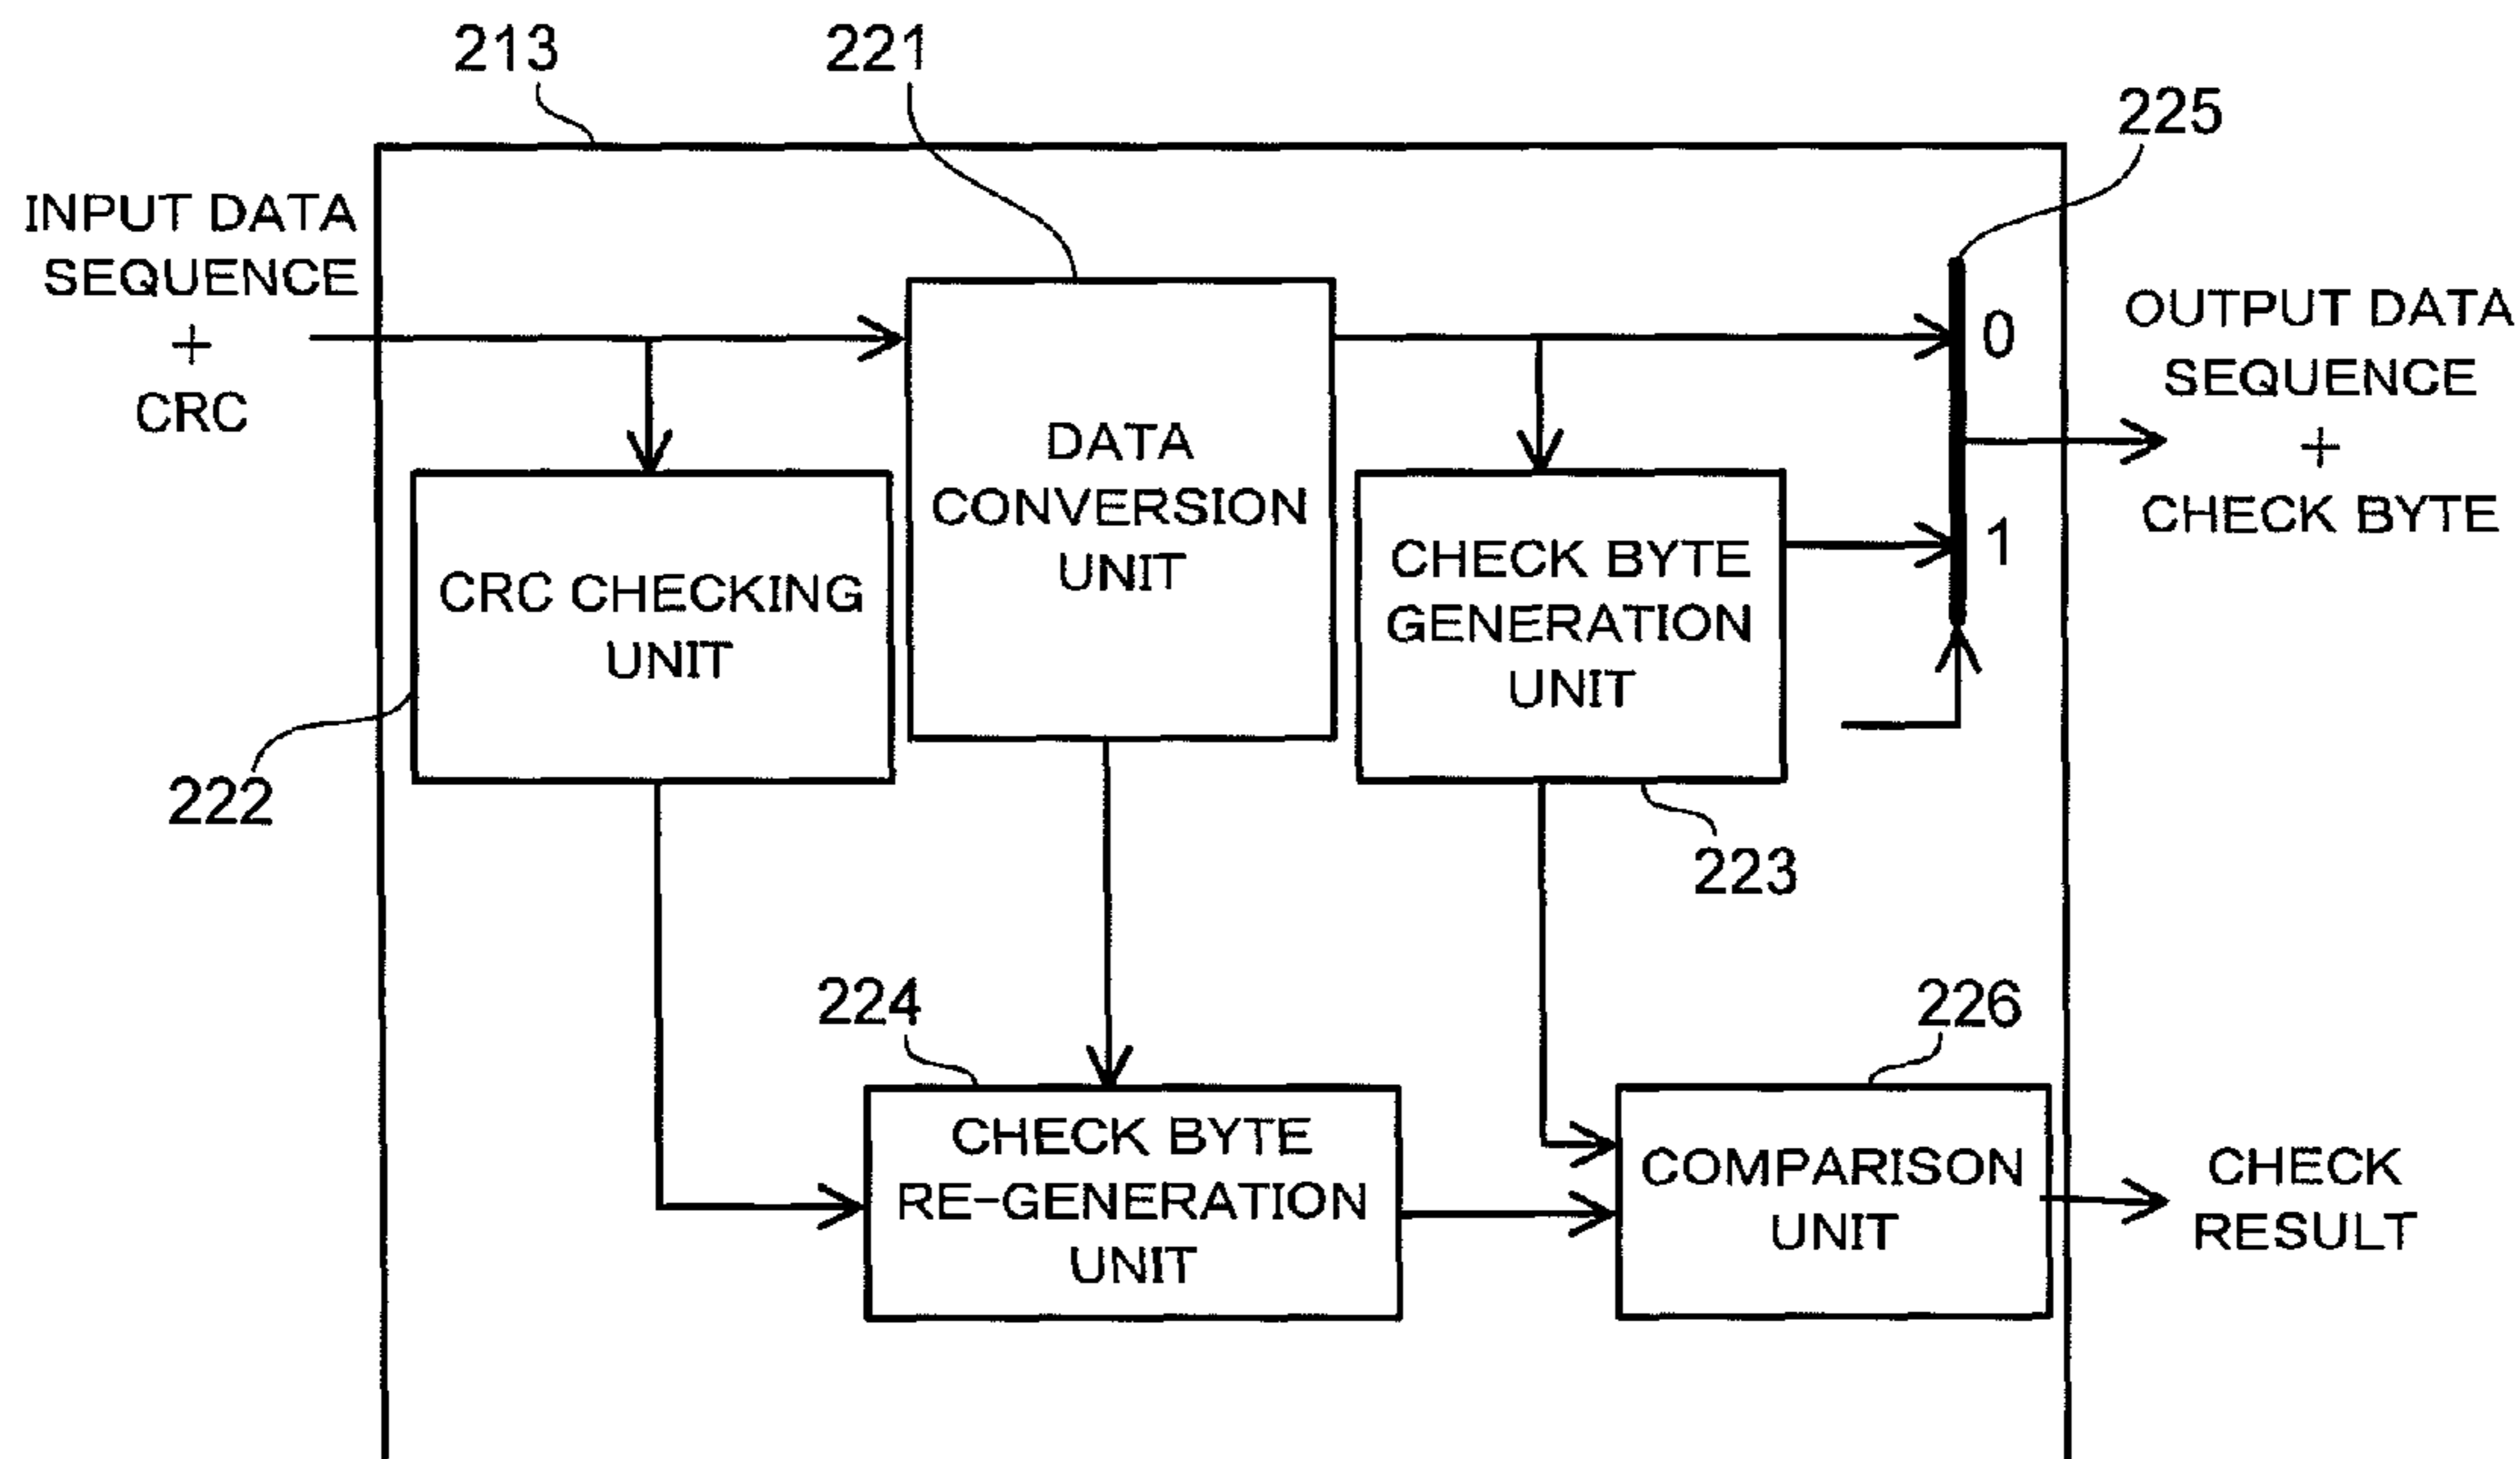 213
221
225
INPUT DATA
SEQUENCE
+
CRC
OUTPUT DATA
SEQUENCE
+
CHECK BYTE
0
1
DATA
CONVERSION
UNIT
CRC CHECKING
UNIT
CHECK BYTE
GENERATION
UNIT
222
223
224
226
CHECK BYTE
RE-GENERATION
UNIT
COMPARISON
UNIT
CHECK
RESULT